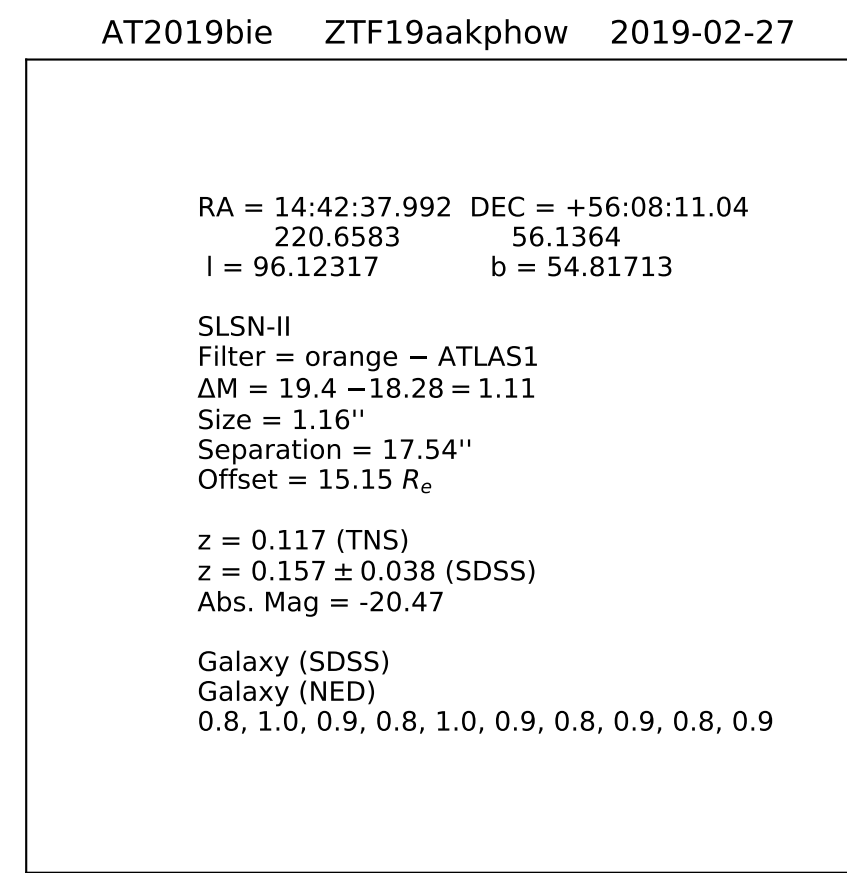 AT2019bie ZTF19aakphow 2019-02-27
RA = 14:42:37.992 DEC = +56:08:11.04
220.6583 56.1364
l = 96.12317 b = 54.81713
SLSN-II
Filter = orange − ATLAS1
ΔM = 19.4 −18.28 = 1.11
Size = 1.16''
Separation = 17.54''
Offset = 15.15 Rₑ
z = 0.117 (TNS)
z = 0.157 ± 0.038 (SDSS)
Abs. Mag = -20.47
Galaxy (SDSS)
Galaxy (NED)
0.8, 1.0, 0.9, 0.8, 1.0, 0.9, 0.8, 0.9, 0.8, 0.9